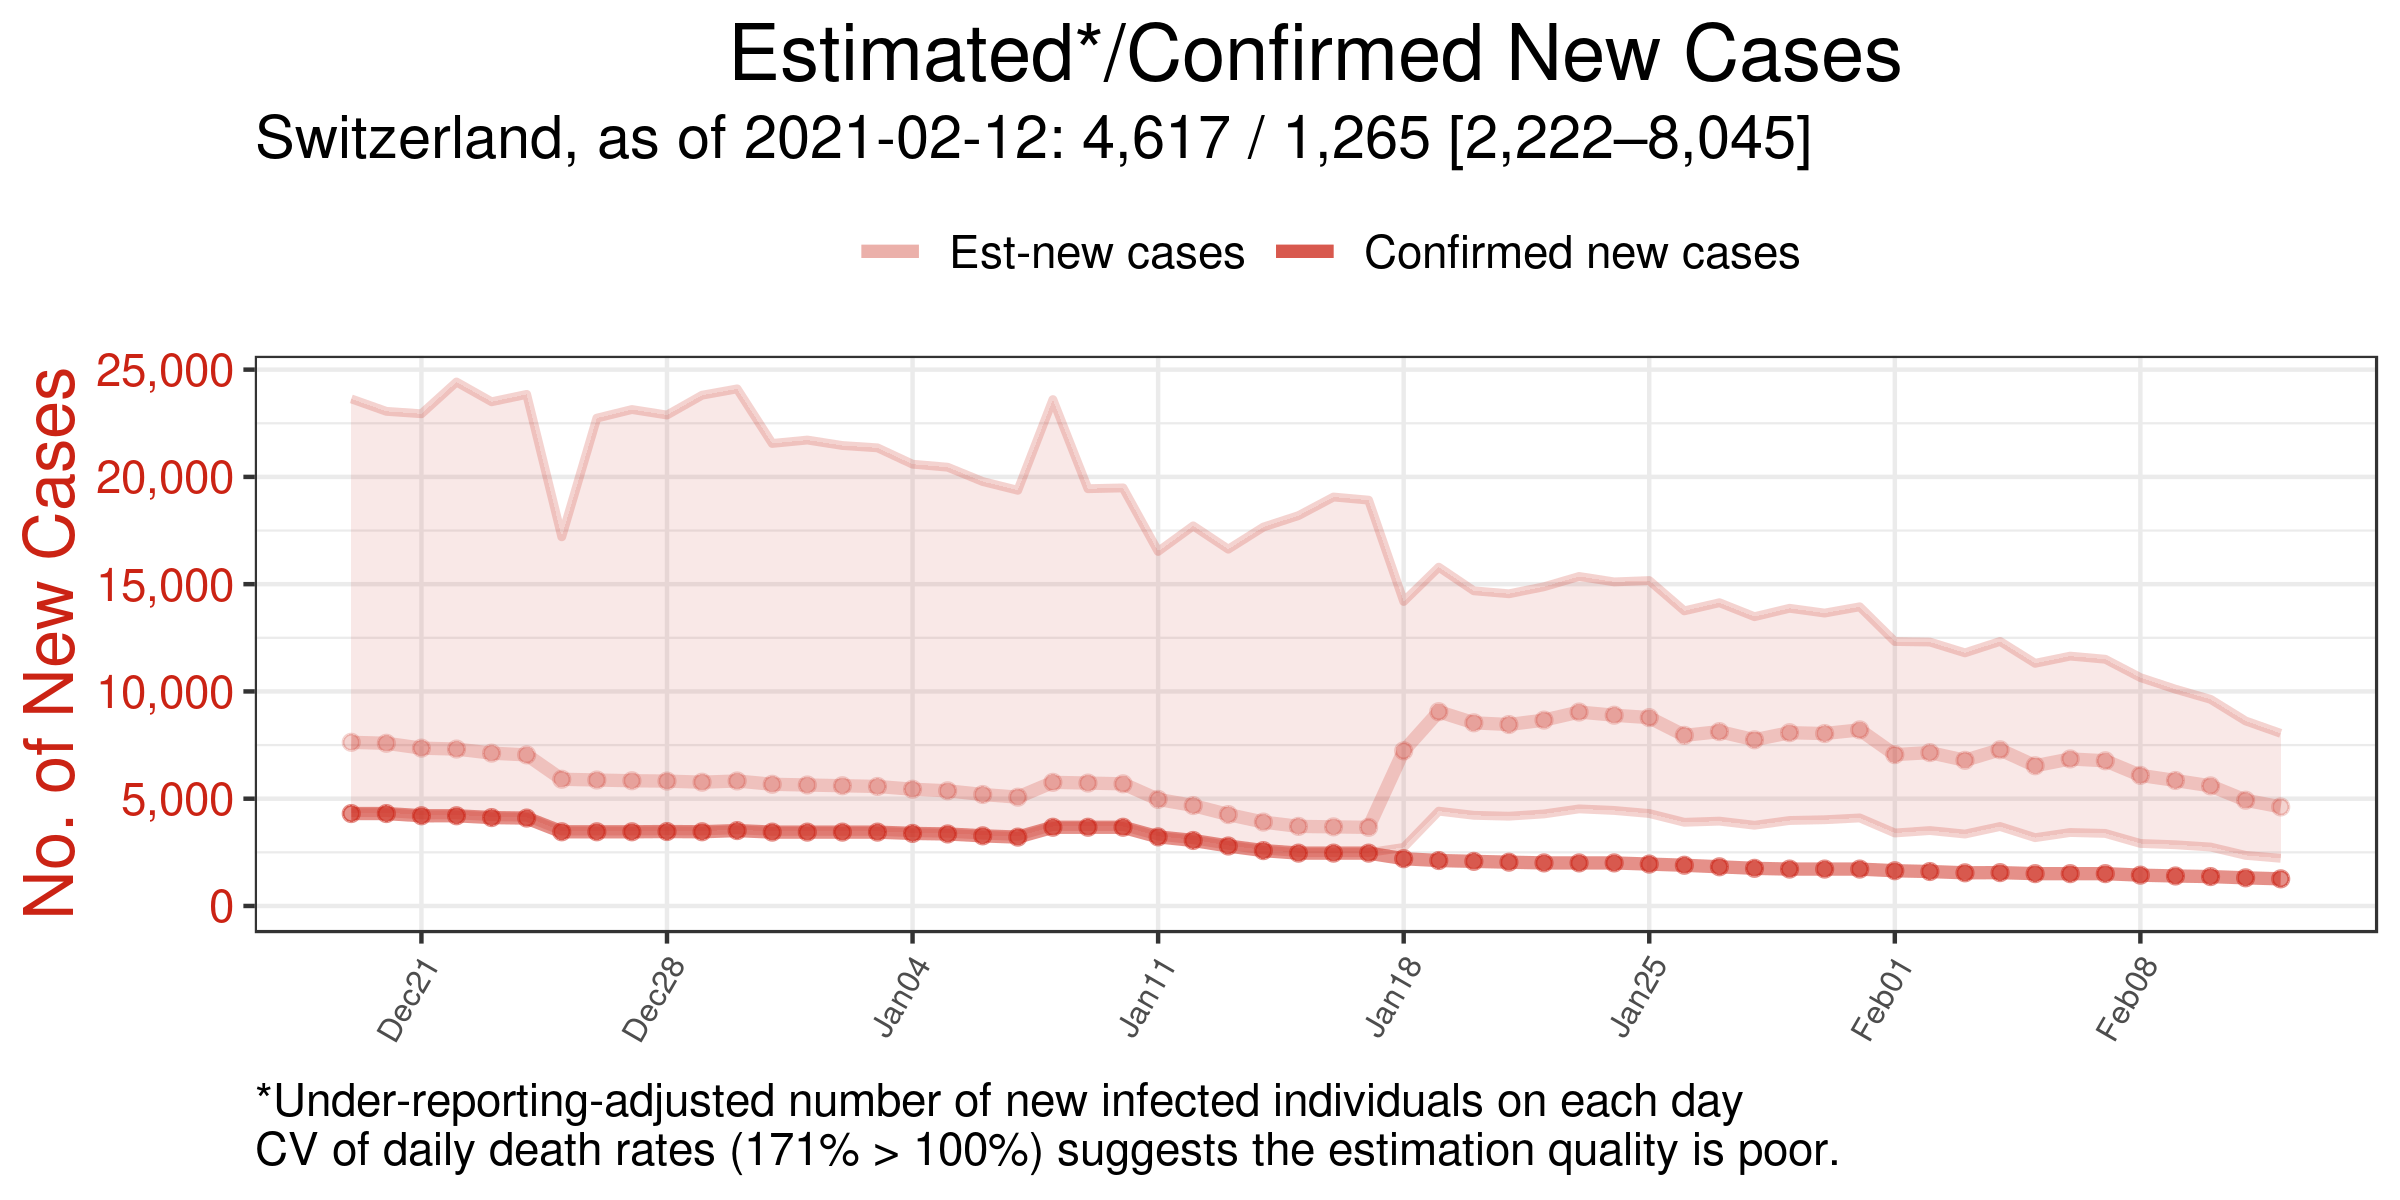 Estimated*/Confirmed New Cases
Switzerland, as of 2021-02-12: 4,617 / 1,265 [2,222–8,045]
Est-new cases
Confirmed new cases
No. of New Cases
25,000
20,000
15,000
10,000
5,000
0
Dec21
Dec28
Jan04
Jan11
Jan18
Jan25
Feb01
Feb08
*Under-reporting-adjusted number of new infected individuals on each day
CV of daily death rates (171% > 100%) suggests the estimation quality is poor.